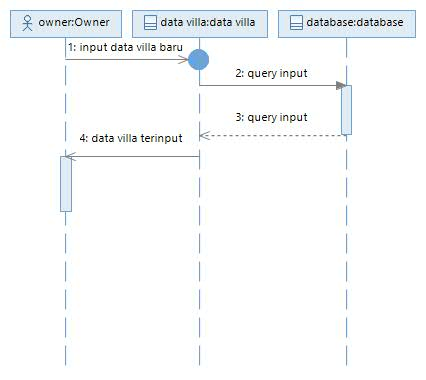 owner:Owner
data villa:data villa
database:database
1: input data villa baru
2: query input
3: query input
4: data villa terinput